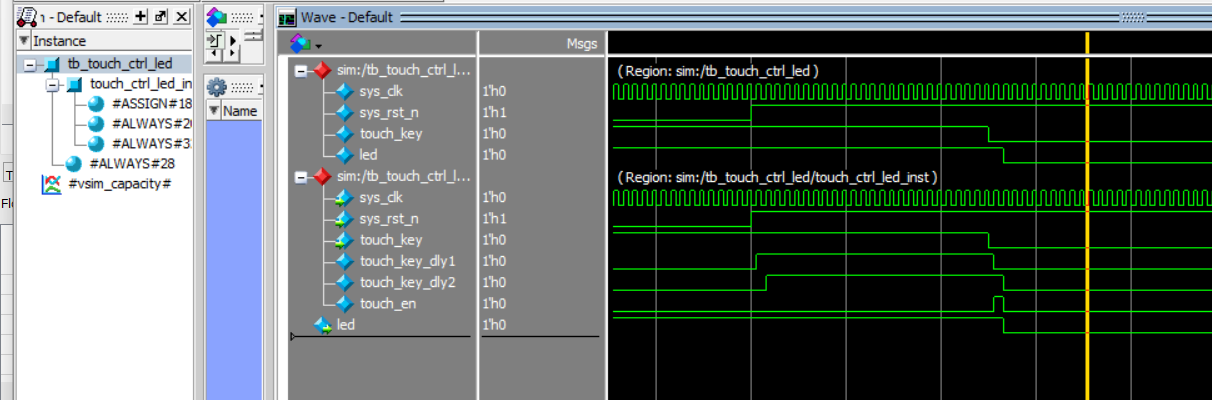 n - Default
Instance
tb_touch_ctrl_led
touch_ctrl_led_in
#ASSIGN#18
#ALWAYS#20
#ALWAYS#3
#ALWAYS#28
#vsim_capacity#
T
Flo
Name
Wave - Default
Msgs
sim:/tb_touch_ctrl_l...
sys_clk 1'h0
sys_rst_n 1'h1
touch_key 1'h0
led 1'h0
sim:/tb_touch_ctrl_l...
sys_clk 1'h0
sys_rst_n 1'h1
touch_key 1'h0
touch_key_dly1 1'h0
touch_key_dly2 1'h0
touch_en 1'h0
led 1'h0
(Region: sim:/tb_touch_ctrl_led )
(Region: sim:/tb_touch_ctrl_led/touch_ctrl_led_inst )